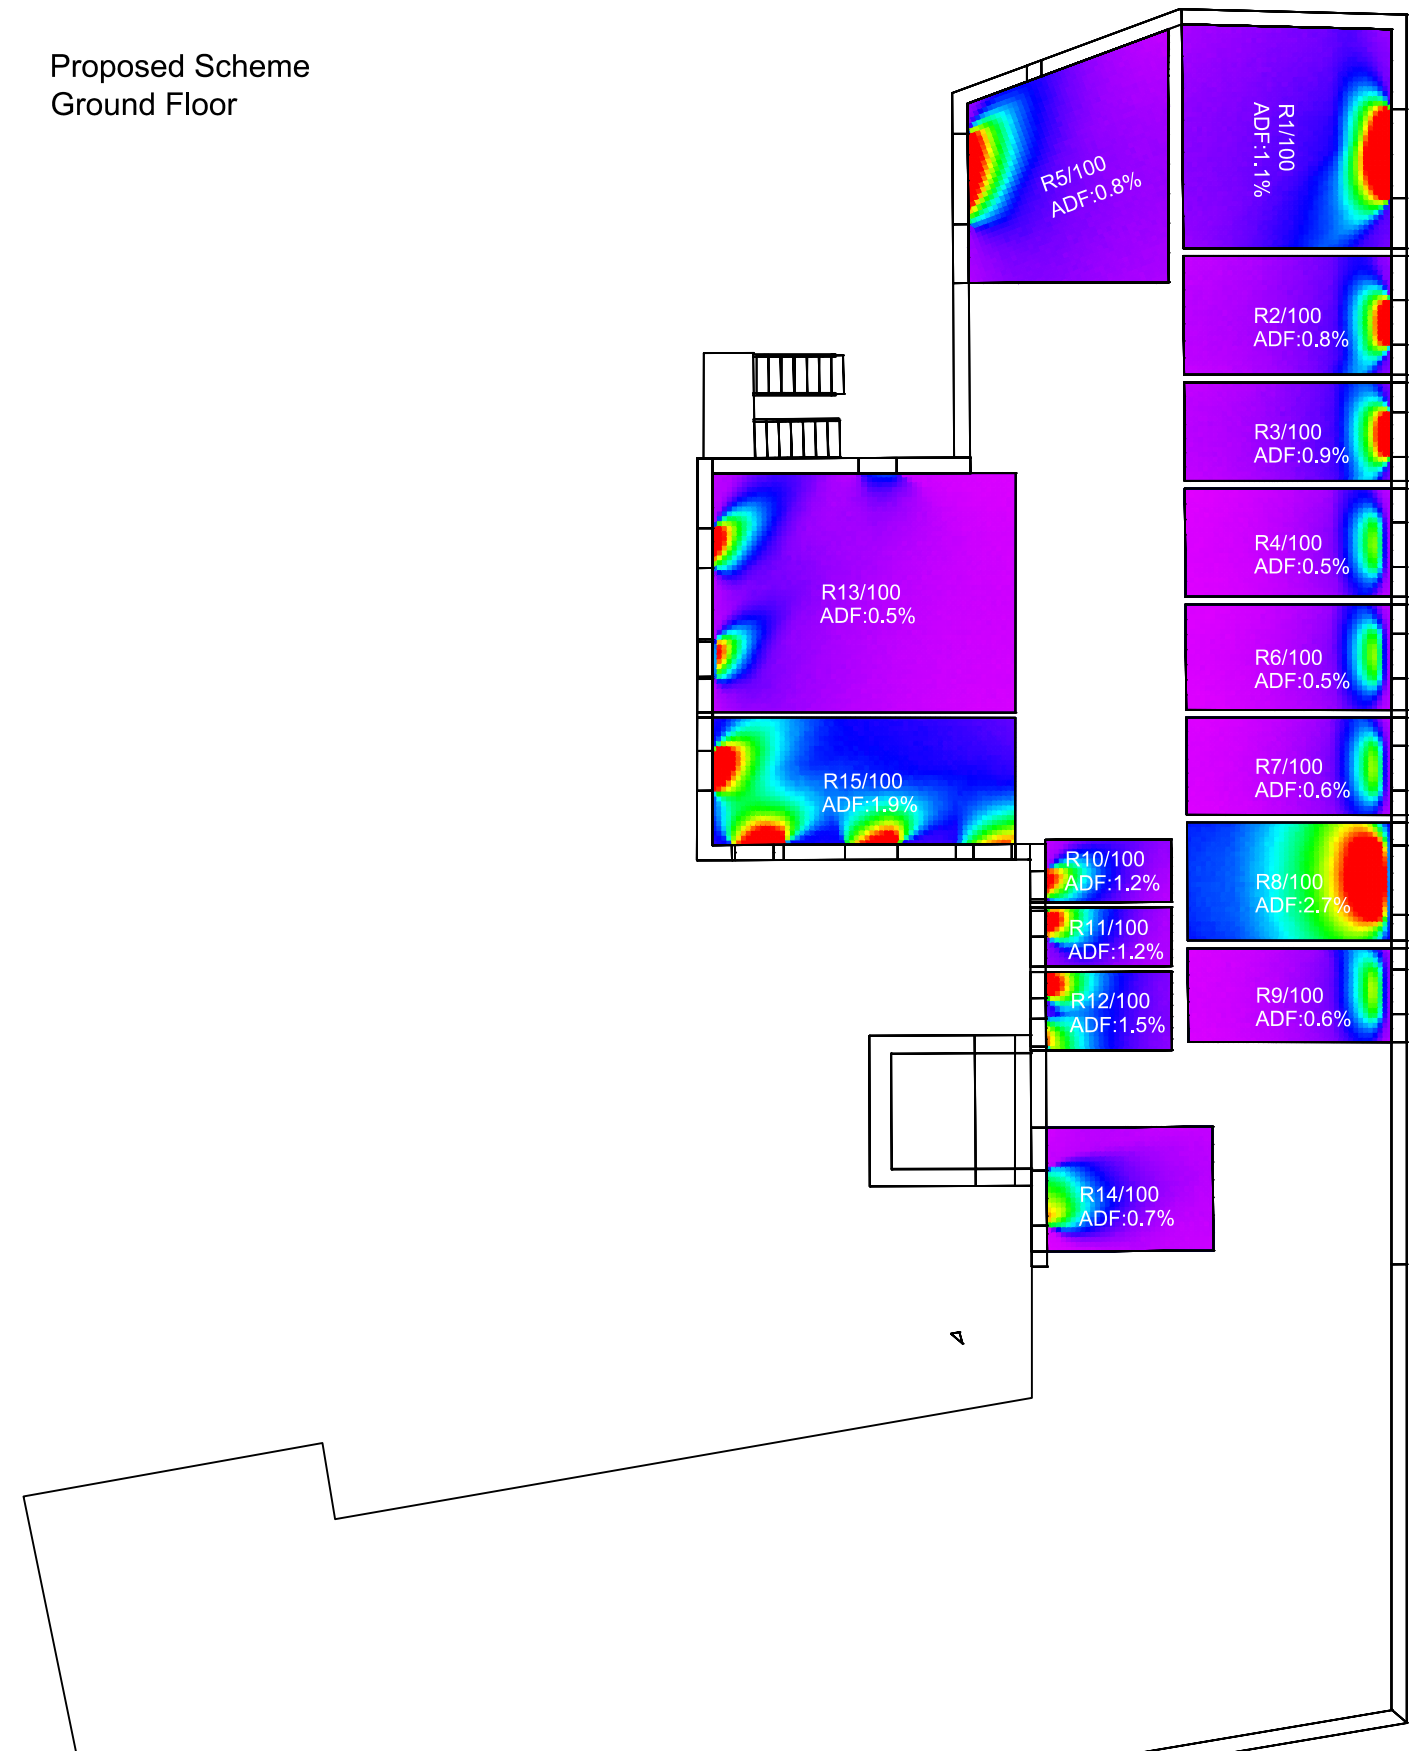 Proposed Scheme
Ground Floor
R1/100
ADF:1.1%
R5/100
ADF:0.8%
R2/100
ADF:0.8%
R3/100
ADF:0.9%
R4/100
ADF:0.5%
R13/100
ADF:0.5%
R6/100
ADF:0.5%
R7/100
ADF:0.6%
R15/100
ADF:1.9%
R10/100
ADF:1.2%
R8/100
ADF:2.7%
R11/100
ADF:1.2%
R12/100
ADF:1.5%
R9/100
ADF:0.6%
R14/100
ADF:0.7%